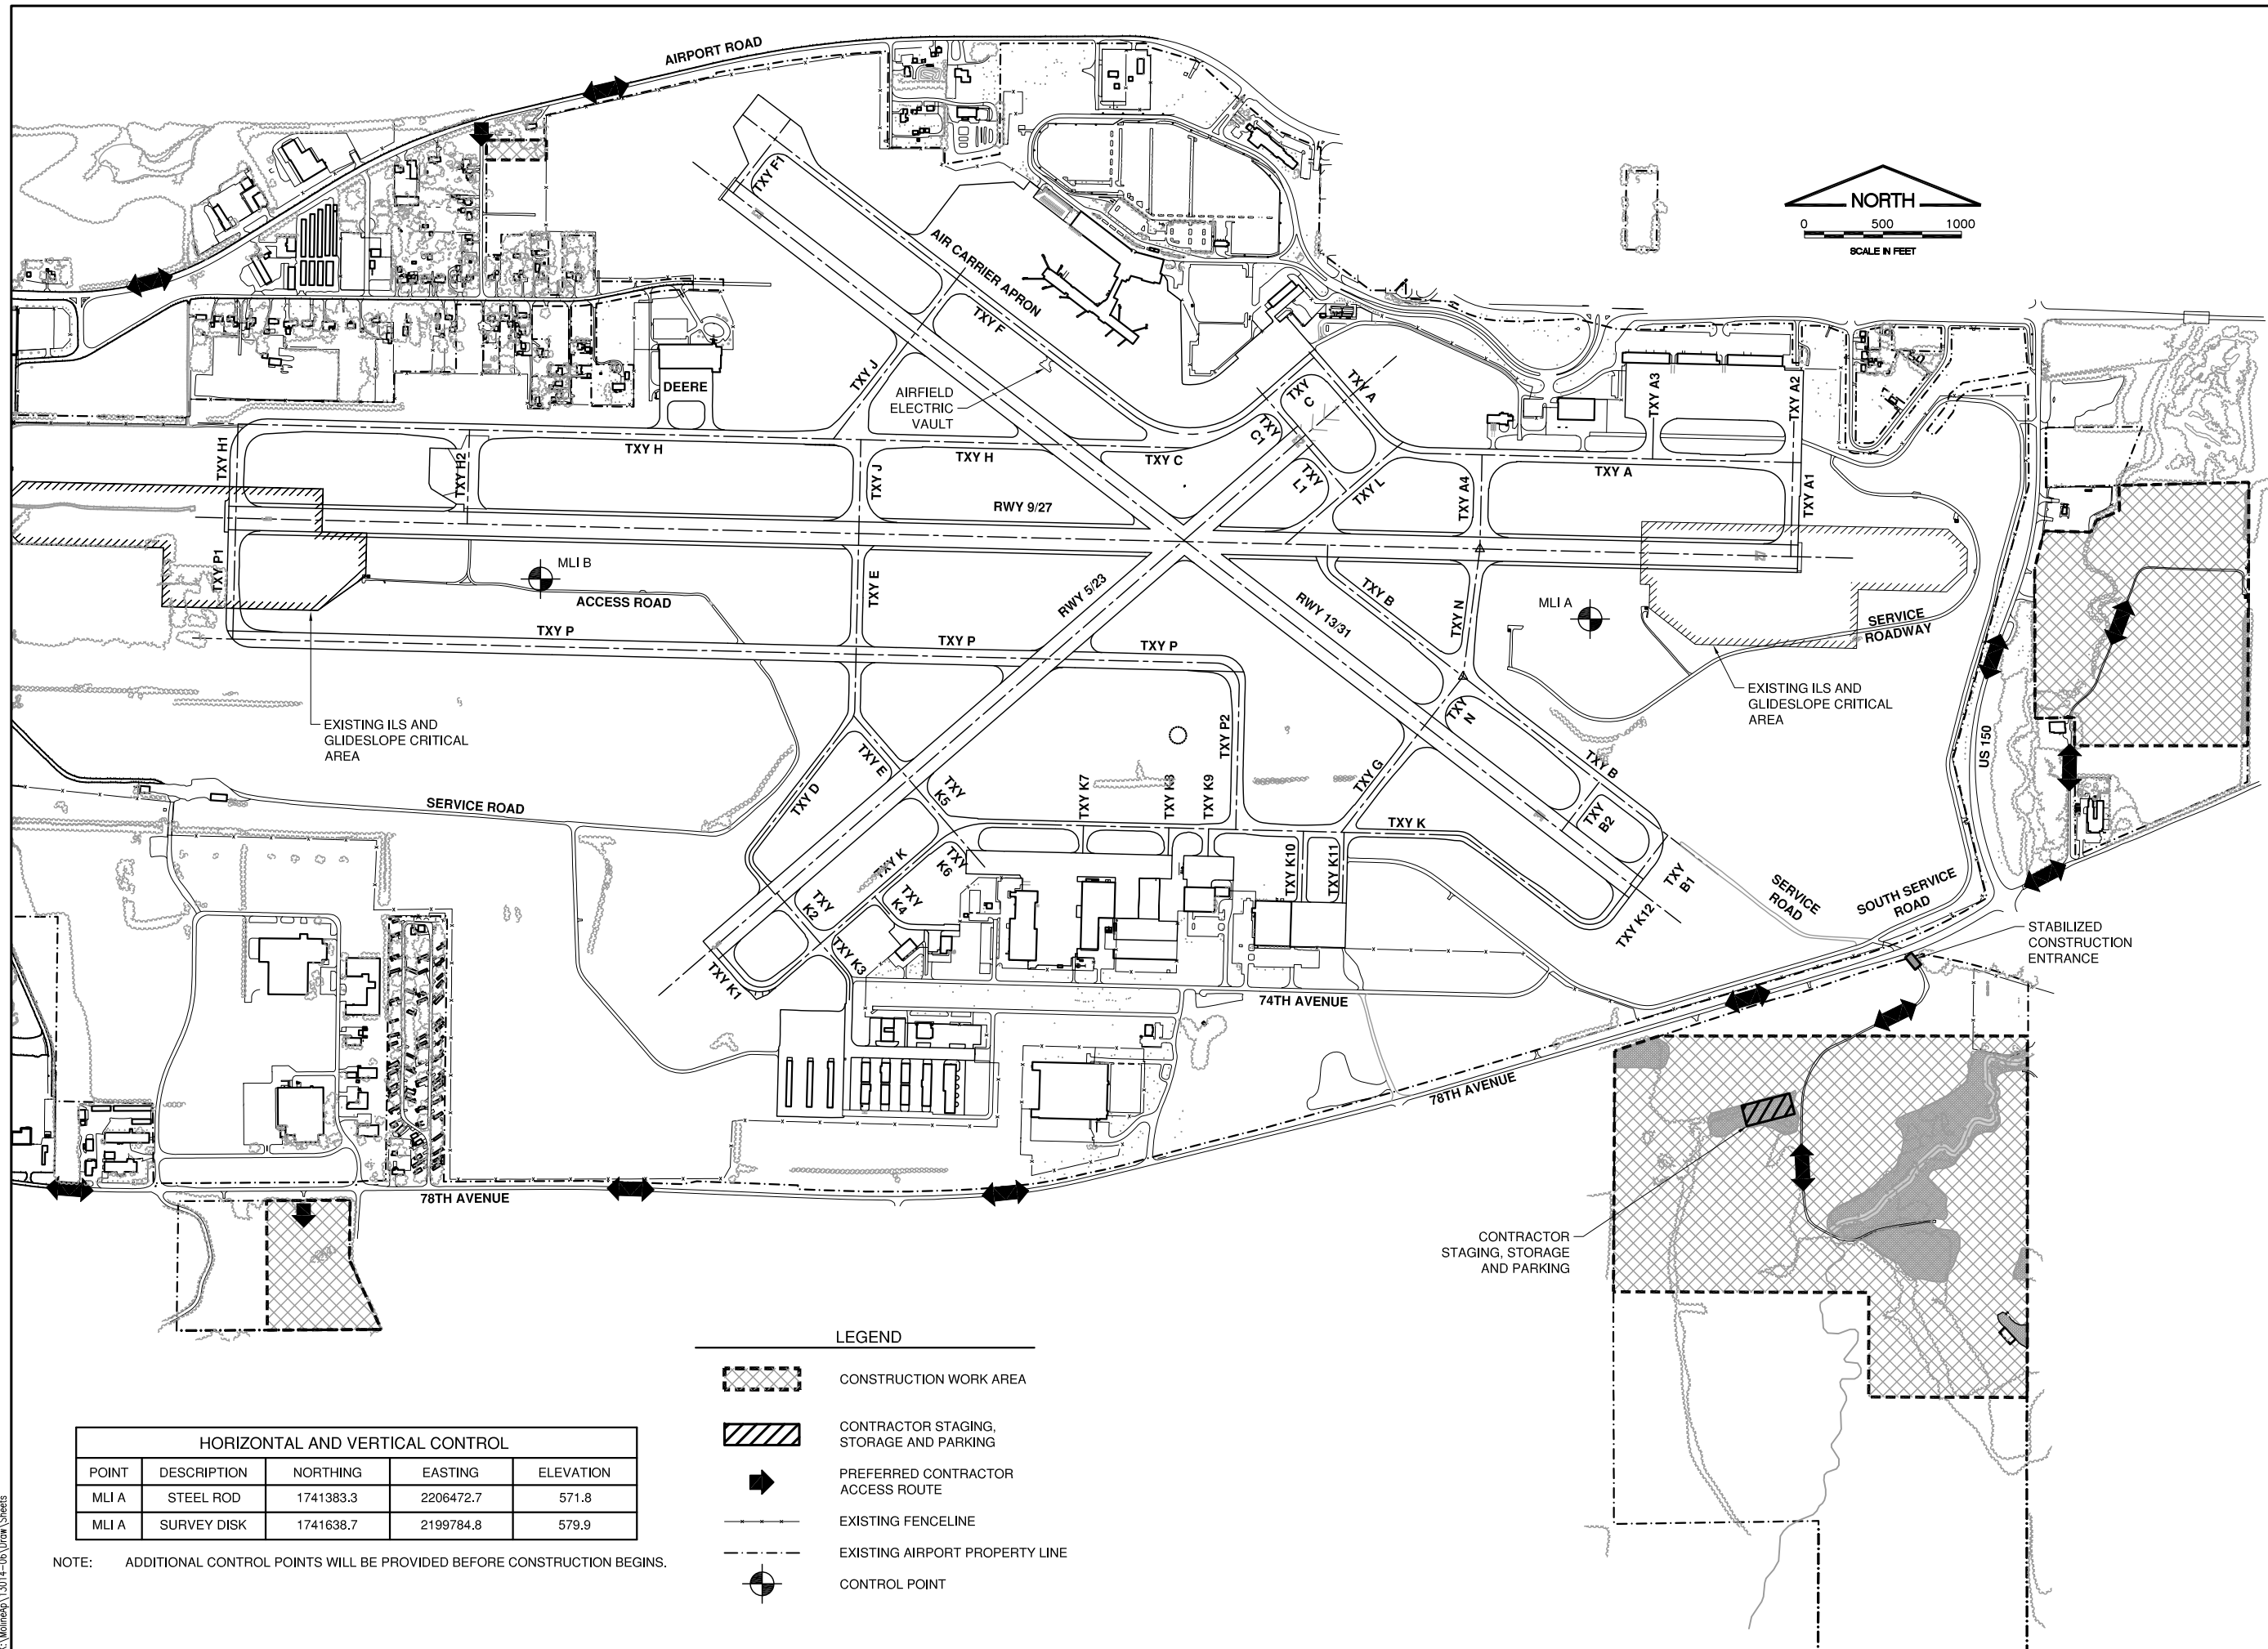 AIRPORT ROAD
NORTH
0 500 1000
SCALE IN FEET
TXY F1
AIR CARRIER APRON
TXY F
TXY J
DEERE
AIRFIELD
ELECTRIC
VAULT
TXY
C
TXY A
TXY
C1
TXY A3
TXY A2
TXY H1
TXY H2
TXY H
TXY J
TXY H
TXY C
TXY
L1
TXY L
TXY A4
TXY A
TXY A1
RWY 9/27
TXY P1
MLI B
ACCESS ROAD
TXY E
RWY 5/23
RWY 13/31
TXY B
TXY N
MLI A
SERVICE
ROADWAY
TXY P
TXY P
TXY P
EXISTING ILS AND
GLIDESLOPE CRITICAL
AREA
EXISTING ILS AND
GLIDESLOPE CRITICAL
AREA
TXY
N
TXY P2
TXY B
US 150
SERVICE ROAD
TXY D
TXY E
TXY
K5
TXY K7
TXY K8
TXY K9
TXY G
TXY K
TXY
B2
TXY K
TXY
K6
TXY
K4
TXY
K2
TXY K3
TXY K1
TXY K10
TXY K11
TXY
B1
TXY K12
SERVICE
ROAD
SOUTH SERVICE
ROAD
STABILIZED
CONSTRUCTION
ENTRANCE
74TH AVENUE
78TH AVENUE
78TH AVENUE
CONTRACTOR
STAGING, STORAGE
AND PARKING
LEGEND
CONSTRUCTION WORK AREA
CONTRACTOR STAGING,
STORAGE AND PARKING
PREFERRED CONTRACTOR
ACCESS ROUTE
EXISTING FENCELINE
EXISTING AIRPORT PROPERTY LINE
CONTROL POINT
HORIZONTAL AND VERTICAL CONTROL
POINT DESCRIPTION NORTHING EASTING ELEVATION
MLI A STEEL ROD 1741383.3 2206472.7 571.8
MLI A SURVEY DISK 1741638.7 2199784.8 579.9
NOTE: ADDITIONAL CONTROL POINTS WILL BE PROVIDED BEFORE CONSTRUCTION BEGINS.